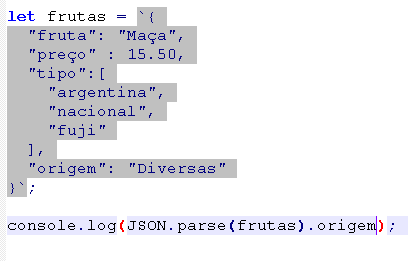 let frutas = `{
"fruta": "Maça",
"preço" : 15.50,
"tipo":[
"argentina",
"nacional",
"fuji"
],
"origem": "Diversas"
}`;
console.log(JSON.parse(frutas).origem);